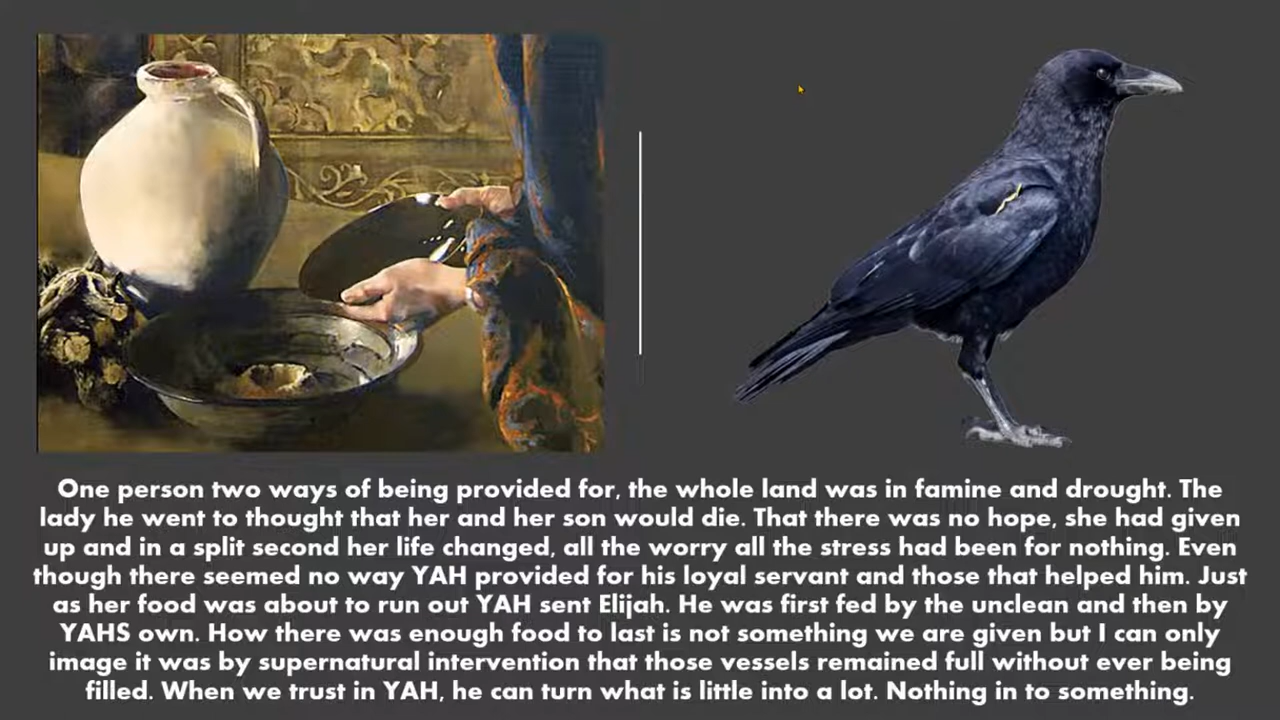 One person two ways of being provided for, the whole land was in famine and drought. The
lady he went to thought that her and her son would die. That there was no hope, she had given
up and in a split second her life changed, all the worry all the stress had been for nothing. Even
though there seemed no way YAH provided for his loyal servant and those that helped him. Just
as her food was about to run out YAH sent Elijah. He was first fed by the unclean and then by
YAHS own. How there was enough food to last is not something we are given but I can only
image it was by supernatural intervention that those vessels remained full without ever being
filled. When we trust in YAH, he can turn what is little into a lot. Nothing in to something.